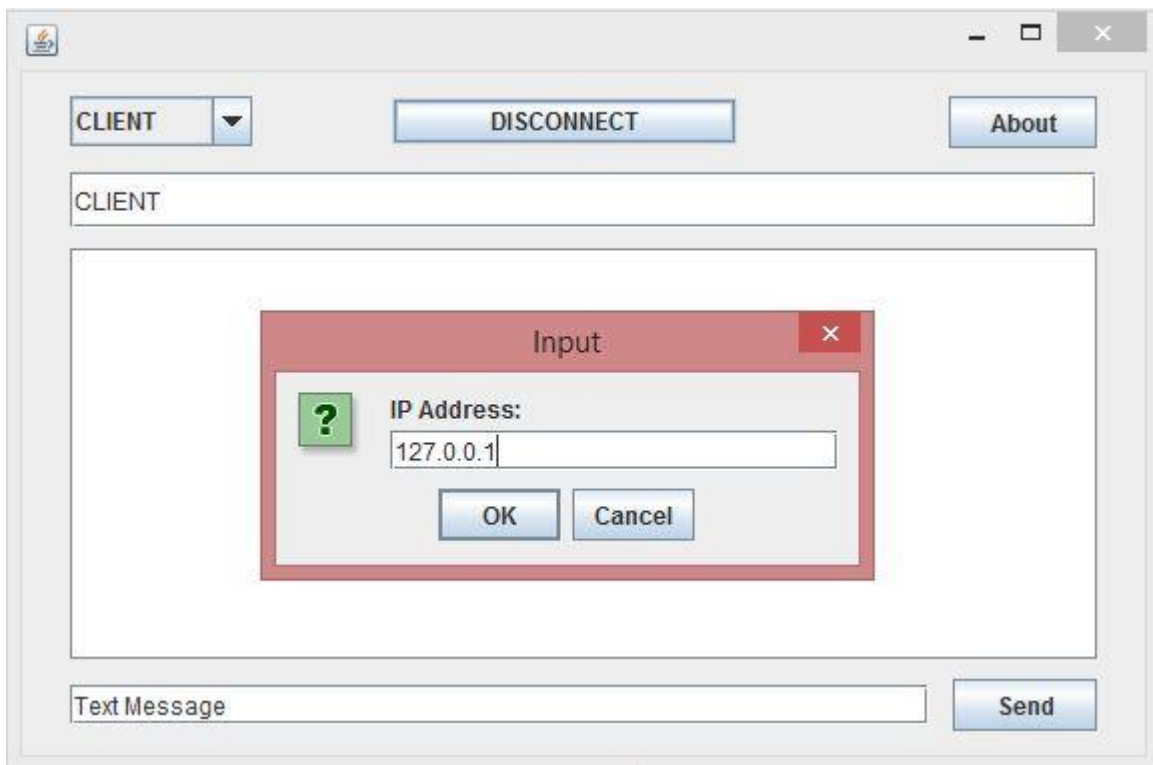 CLIENT
DISCONNECT
About
CLIENT
Input
?
IP Address:
127.0.0.1
OK
Cancel
Text Message
Send